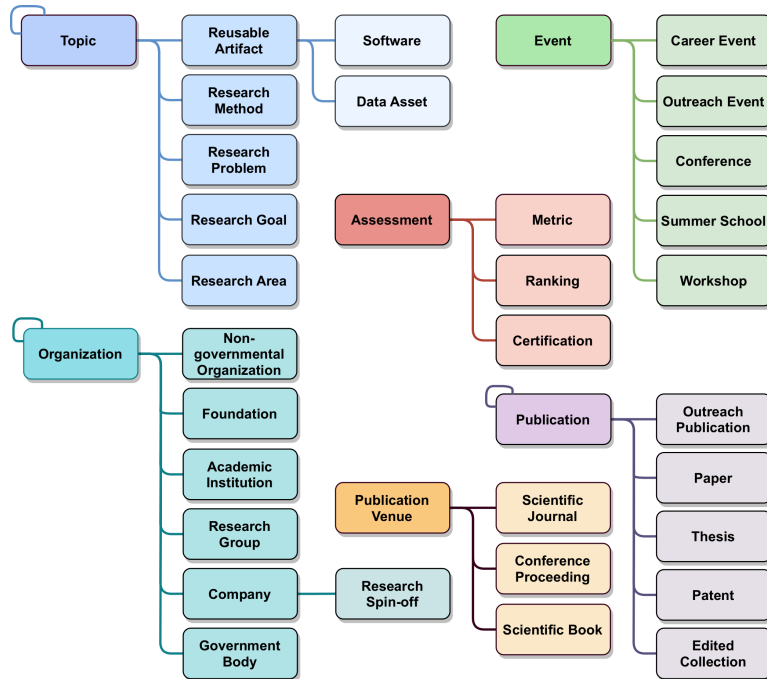 Topic
Reusable
Artifact
Software
Data Asset
Research
Method
Research
Problem
Research Goal
Research Area
Event
Career Event
Outreach Event
Conference
Summer School
Workshop
Assessment
Metric
Ranking
Certification
Organization
Non-
governmental
Organization
Foundation
Academic
Institution
Research
Group
Company
Research
Spin-off
Government
Body
Publication
Venue
Scientific
Journal
Conference
Proceeding
Scientific Book
Publication
Outreach
Publication
Paper
Thesis
Patent
Edited
Collection